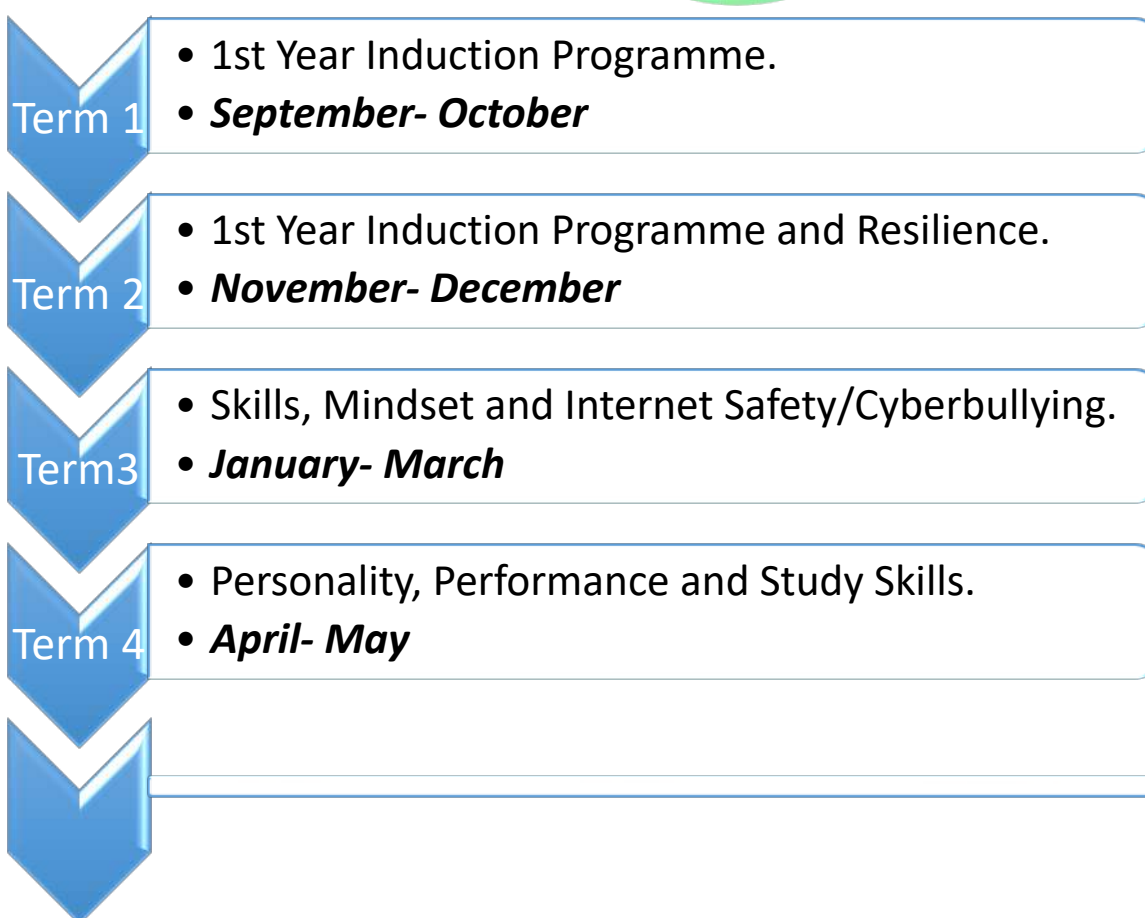 • 1st Year Induction Programme.
Term 1
• September- October
• 1st Year Induction Programme and Resilience.
Term 2
• November- December
• Skills, Mindset and Internet Safety/Cyberbullying.
Term3
• January- March
• Personality, Performance and Study Skills.
Term 4
• April- May